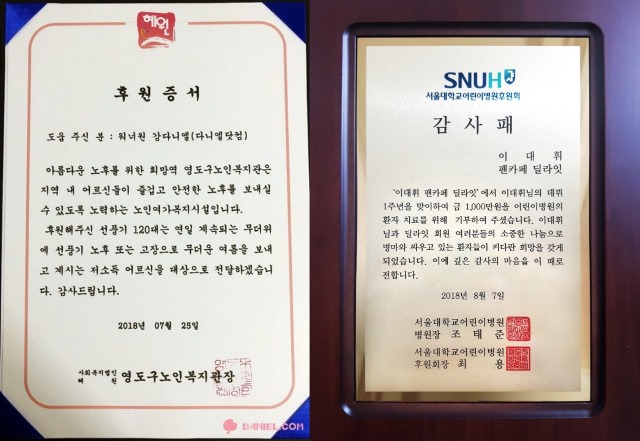 혜원
후원증서
도움 주신 분 : 워너원 강다니엘(다니엘닷컴)
아름다운 노후를 위한 희망역 영도구노인복지관은
지역 내 어르신들이 즐겁고 안전한 노후를 보내실
수 있도록 노력하는 노인여가복지시설입니다.
후원해주신 선풍기 120대는 연일 계속되는 무더위
에 선풍기 노후 또는 고장으로 무더운 여름을 보내
고 계시는 저소득 어르신을 대상으로 전달하겠습니
다. 감사드립니다.
2018년 07월 25일
사회복지법인
혜원
영도구노인복지관장
DANIEL.COM
SNUH
서울대학교어린이병원후원회
감사패
이대휘
팬카페 딜라잇
'이대휘 팬카페 딜라잇'에서 이대휘님의 데뷔
1주년을 맞이하여 금 1,000만원을 어린이병원의
환자 치료를 위해 기부하여 주셨습니다. 이대휘
님과 딜라잇 회원 여러분들의 소중한 나눔으로
병마와 싸우고 있는 환자들이 커다란 희망을 갖게
되었습니다. 이에 깊은 감사의 마음을 이 패로
전합니다.
2018년 8월 7일
서울대학교어린이병원
병원장 조태준
서울대학교어린이병원
후원회장 최용